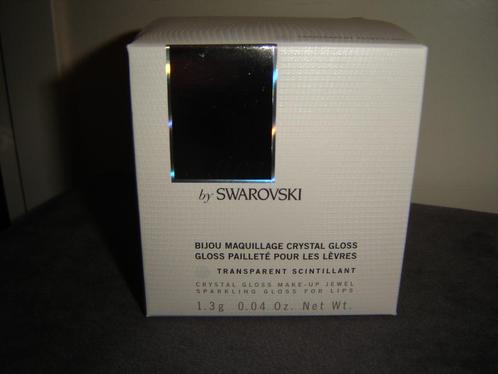 by SWAROVSKI
BIJOU MAQUILLAGE CRYSTAL GLOSS
GLOSS PAILLETÉ POUR LES LÈVRES
TRANSPARENT SCINTILLANT
CRYSTAL GLOSS MAKE-UP JEWEL
SPARKLING GLOSS FOR LIPS
1.3g 0.04 Oz. Net Wt.